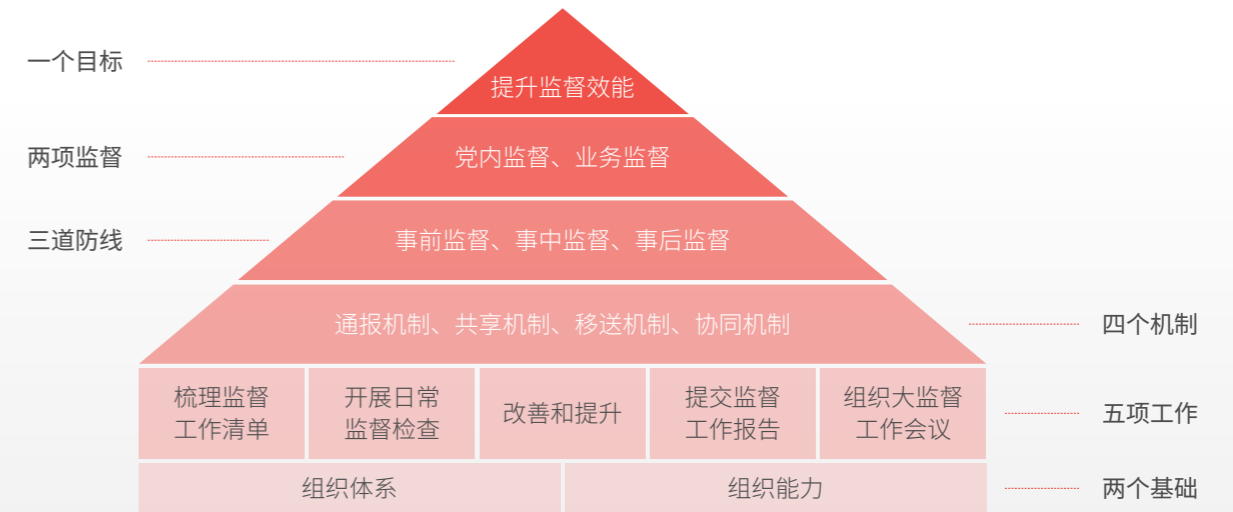 一个目标
提升监督效能
两项监督
党内监督、业务监督
三道防线
事前监督、事中监督、事后监督
通报机制、共享机制、移送机制、协同机制
四个机制
梳理监督
工作清单
开展日常
监督检查
改善和提升
提交监督
工作报告
组织大监督
工作会议
五项工作
组织体系
组织能力
两个基础